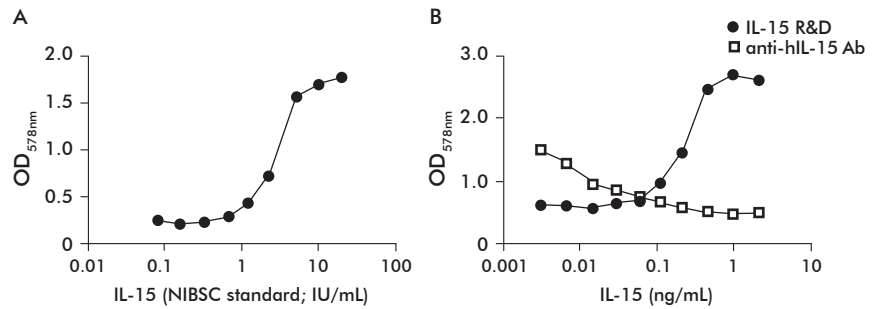 A
OD578nm
2.0
1.5
1.0
0.5
0
0.01 0.1 1 10 100
IL-15 (NIBSC standard; IU/mL)
B
IL-15 R&D
anti-hIL-15 Ab
OD578nm
3.0
2.0
1.0
0
0.001 0.01 0.1 1 10
IL-15 (ng/mL)